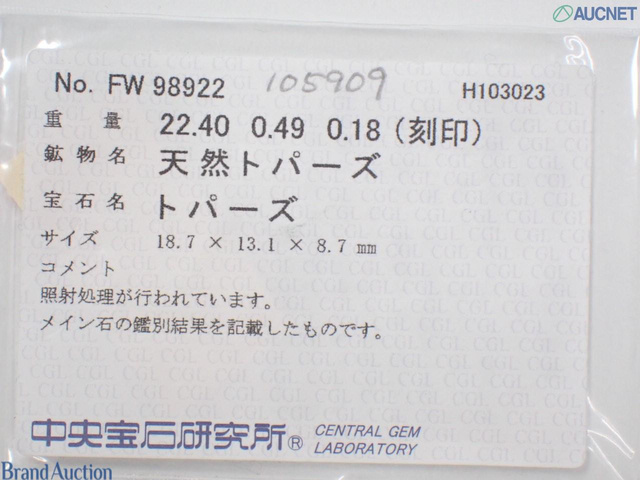 AUCNET
No. FW 98922 105909 H103023
重量 22.40 0.49 0.18 (刻印)
鉱物名 天然トパーズ
宝石名 トパーズ
サイズ 18.7 × 13.1 × 8.7 mm
コメント
照射処理が行われています。
メイン石の鑑別結果を記載したものです。
中央宝石研究所® CENTRAL GEM
LABORATORY
Brand Auction